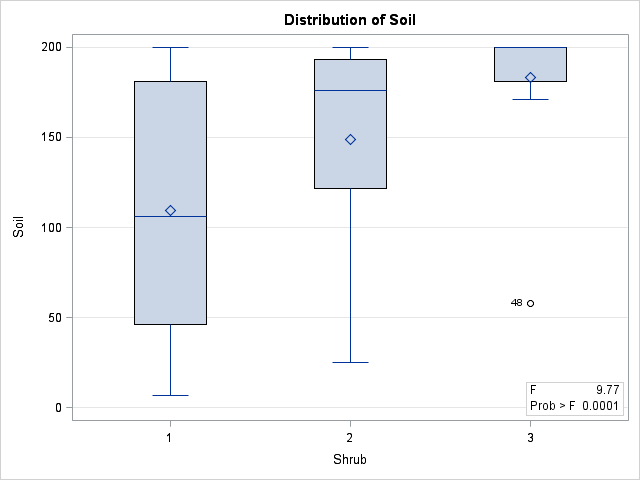 Distribution of Soil
200
150
100
50
0
Soil
48
F 9.77
Prob > F 0.0001
1 2 3
Shrub